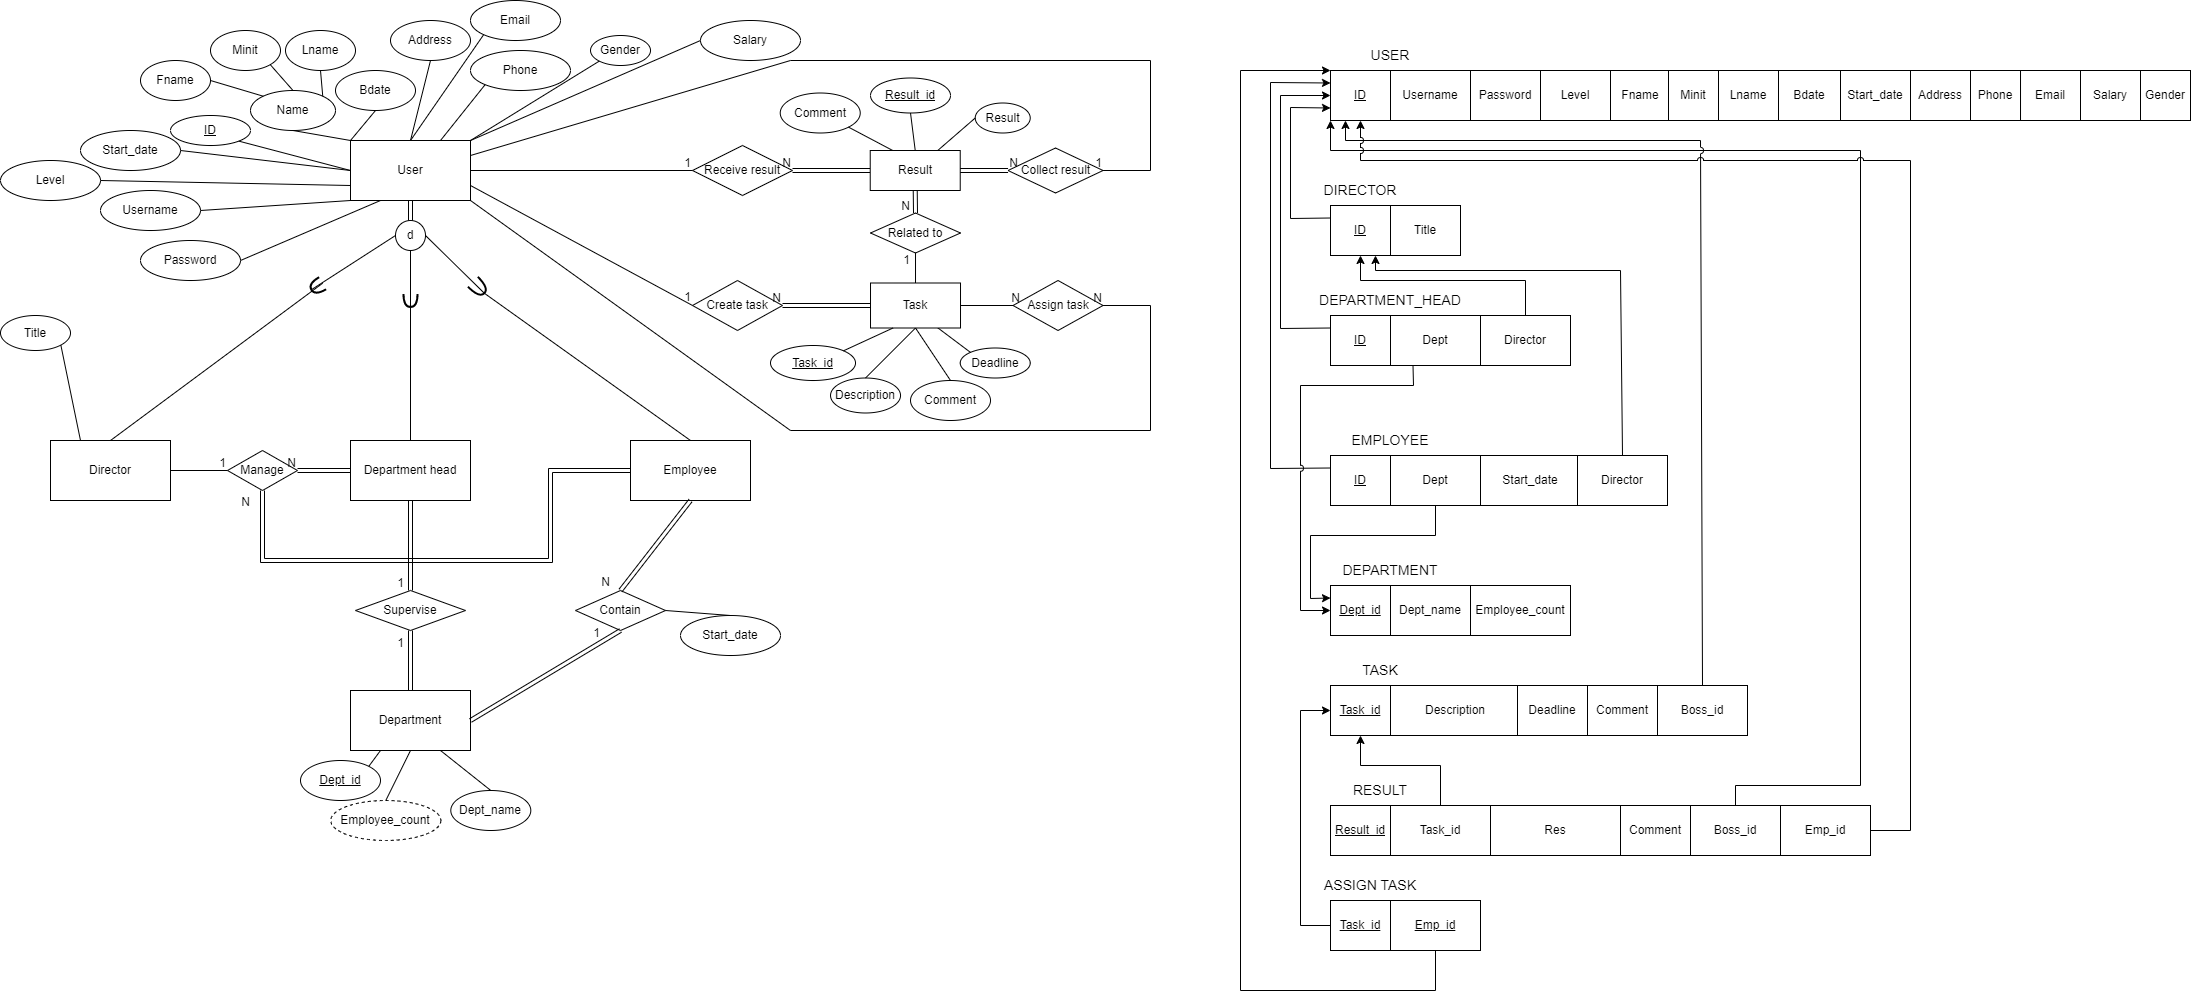 Email
Address
Salary
Minit
Lname
Gender
Phone
Fname
Bdate
Name
ID
Start_date
Level
Username
Password
User
d
Comment
Result_id
Result
1
Receive result
N
Result
N
Collect result
1
N
Related to
1
1
Create task
N
Task
N
Assign task
N
Task_id
Description
Comment
Deadline
Title
Director
1
Manage
N
N
Department head
Employee
1
Supervise
1
N
Contain
1
Start_date
Department
Dept_id
Employee_count
Dept_name
USER
ID Username Password Level Fname Minit Lname Bdate Start_date Address Phone Email Salary Gender
DIRECTOR
ID Title
DEPARTMENT_HEAD
ID Dept Director
EMPLOYEE
ID Dept Start_date Director
DEPARTMENT
Dept_id Dept_name Employee_count
TASK
Task_id Description Deadline Comment Boss_id
RESULT
Result_id Task_id Res Comment Boss_id Emp_id
ASSIGN TASK
Task_id Emp_id